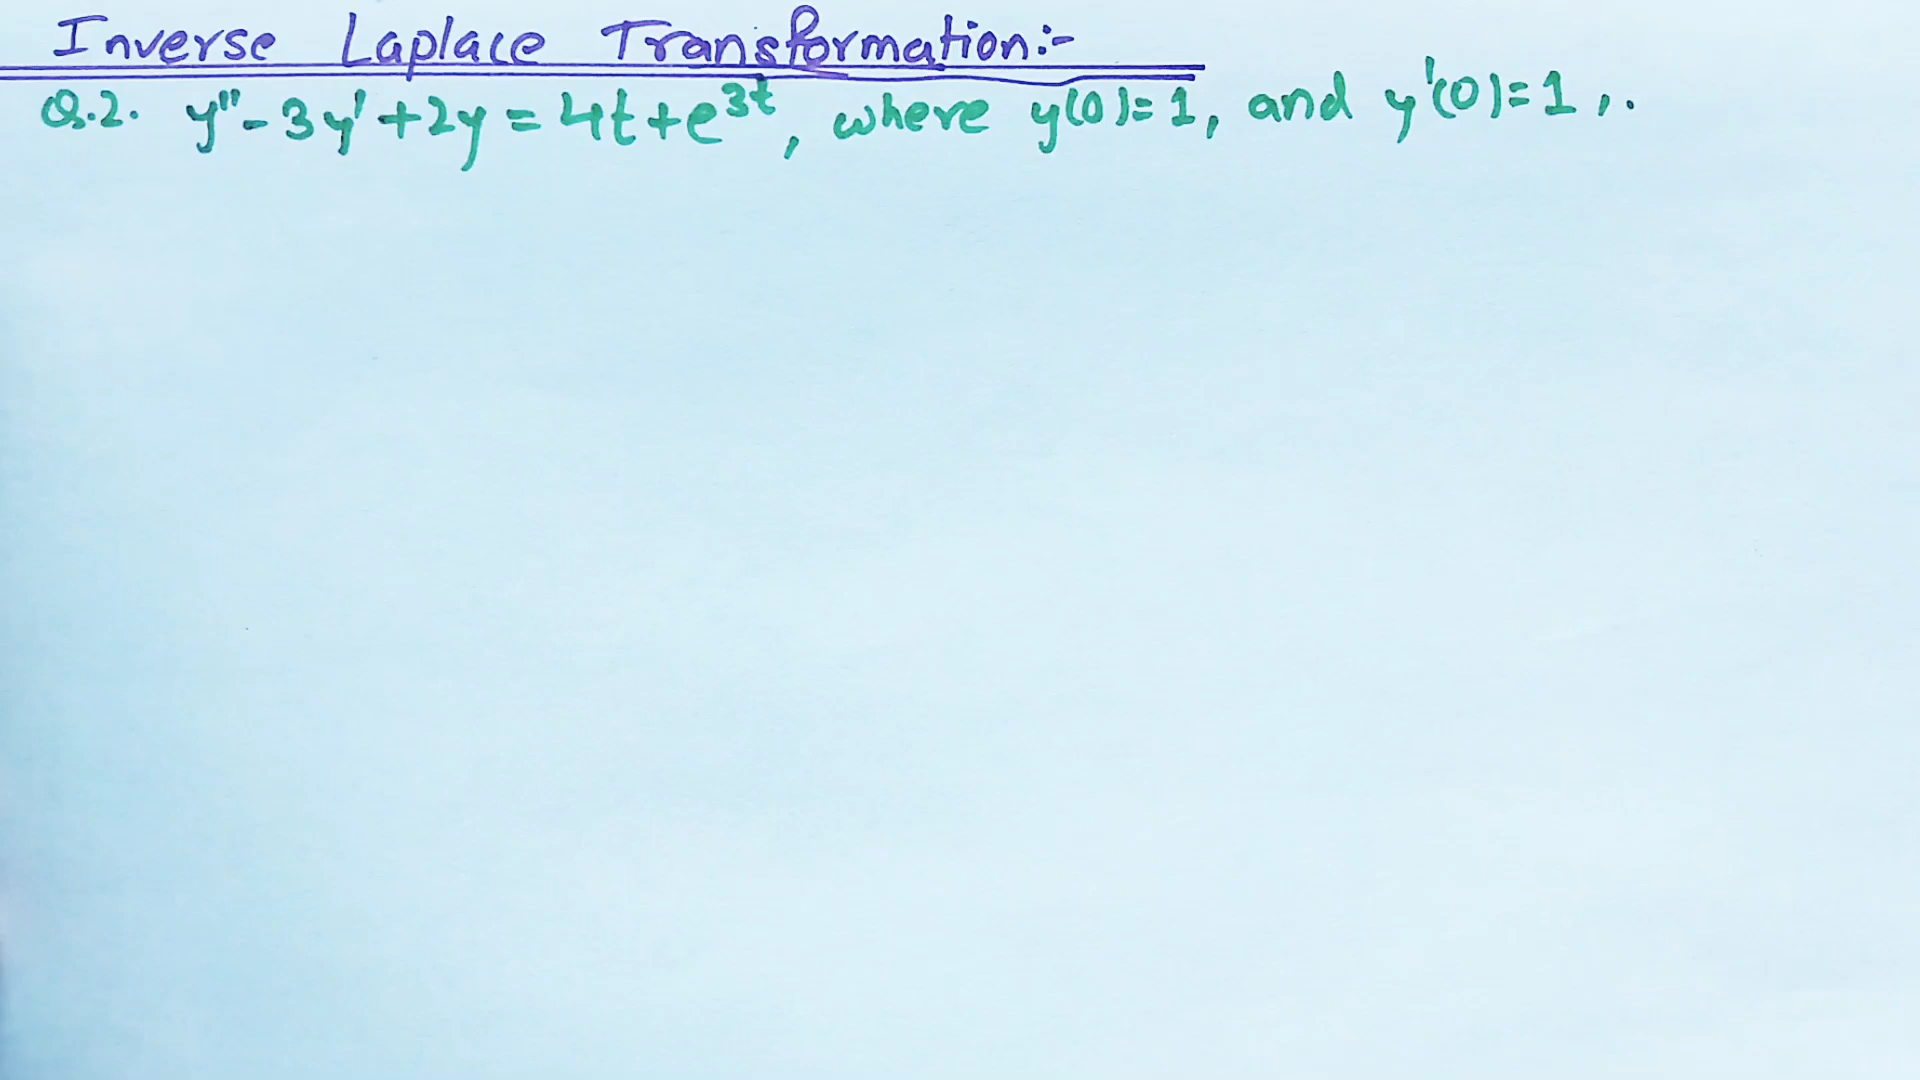 Inverse Laplace Transformation:-
Q.2. y"-3y'+2y=4t+e^3t, where y(0)=1, and y'(0)=1,.